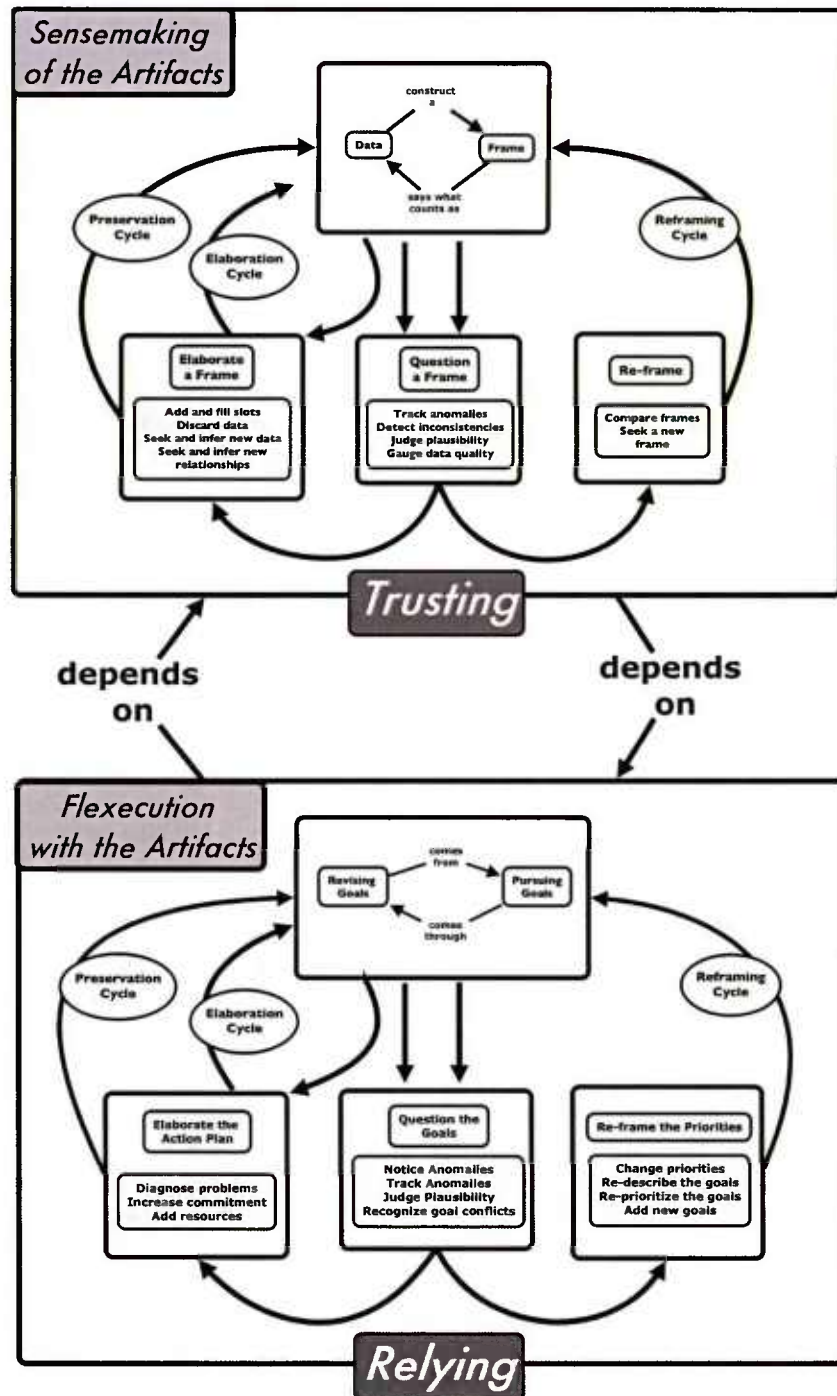 Sensemaking
of the Artifacts
construct
a
Data
Frame
says what
counts as
Preservation
Cycle
Elaboration
Cycle
Reframing
Cycle
Elaborate
a Frame
Add and fill slots
Discard data
Seek and infer new data
Seek and infer new
relationships
Question
a Frame
Track anomalies
Detect inconsistencies
Judge plausibility
Gauge data quality
Re-frame
Compare frames
Seek a new
frame
Trusting
depends
on
depends
on
Flexecution
with the Artifacts
comes
from
Revising
Goals
Pursuing
Goals
comes
through
Preservation
Cycle
Elaboration
Cycle
Reframing
Cycle
Elaborate the
Action Plan
Diagnose problems
Increase commitment
Add resources
Question the
Goals
Notice Anomalies
Track Anomalies
Judge Plausibility
Recognize goal conflicts
Re-frame the Priorities
Change priorities
Re-describe the goals
Re-prioritize the goals
Add new goals
Relying